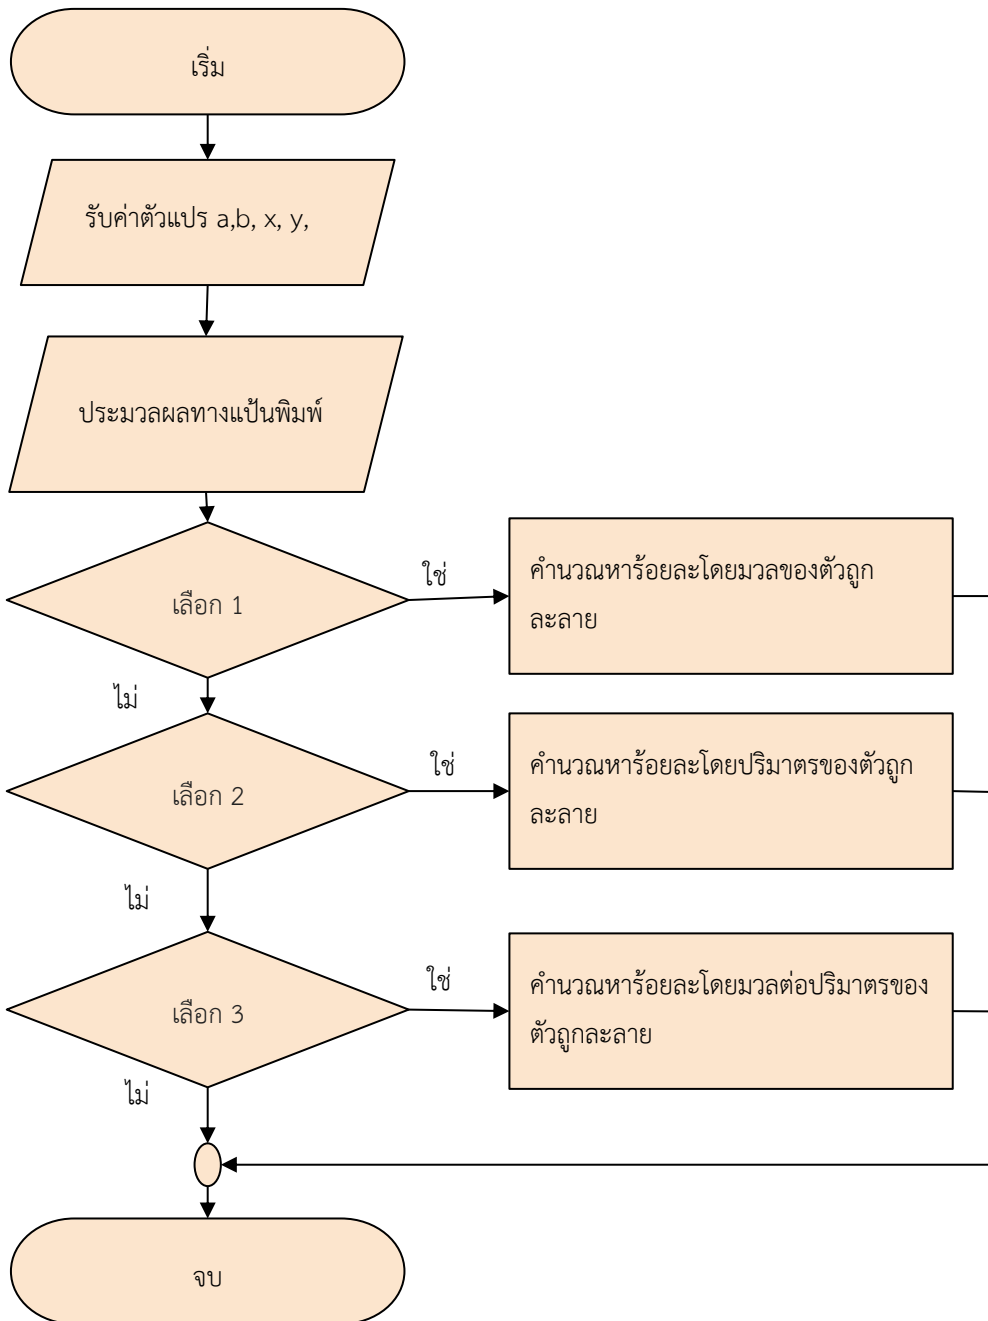 เริ่ม
รับค่าตัวแปร a,b, x, y,
ประมวลผลทางแป้นพิมพ์
เลือก 1
ใช่
คำนวณหาร้อยละโดยมวลของตัวถูก
ละลาย
ไม่
เลือก 2
ใช่
คำนวณหาร้อยละโดยปริมาตรของตัวถูก
ละลาย
ไม่
เลือก 3
ใช่
คำนวณหาร้อยละโดยมวลต่อปริมาตรของ
ตัวถูกละลาย
ไม่
จบ